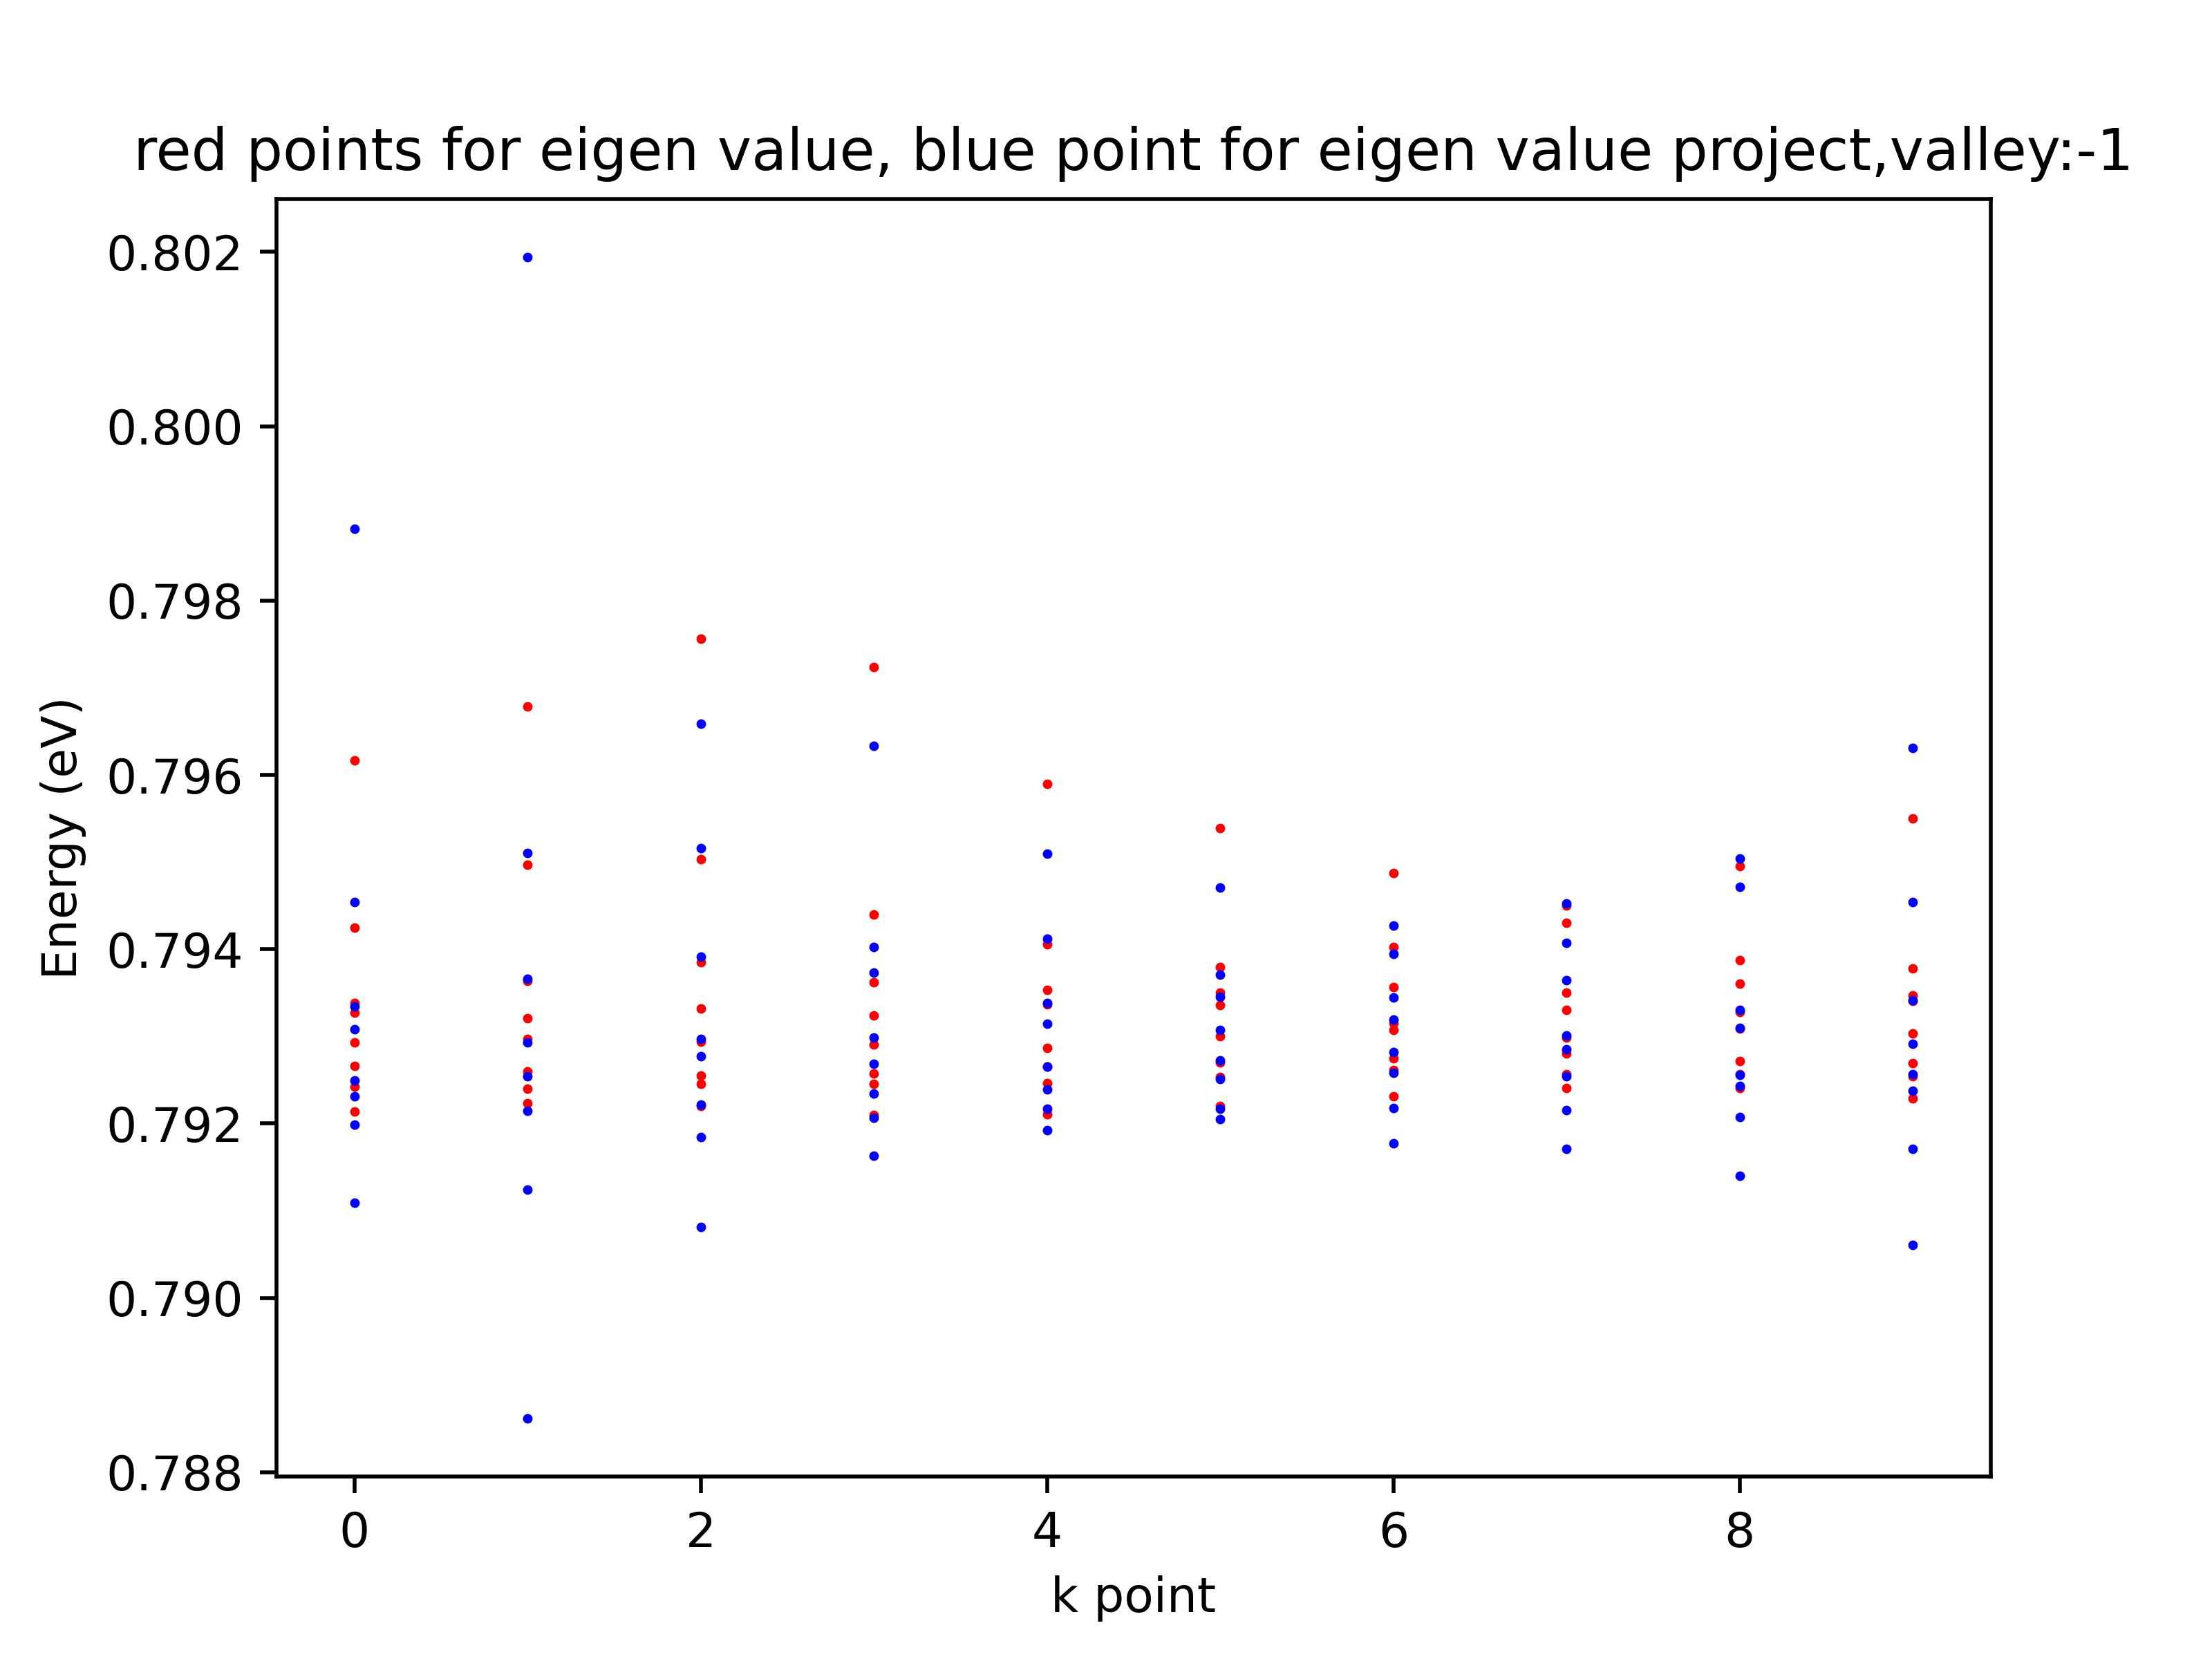 red points for eigen value, blue point for eigen value project,valley:-1
0.802
0.800
0.798
0.796
0.794
0.792
0.790
0.788
Energy (eV)
0 2 4 6 8
k point